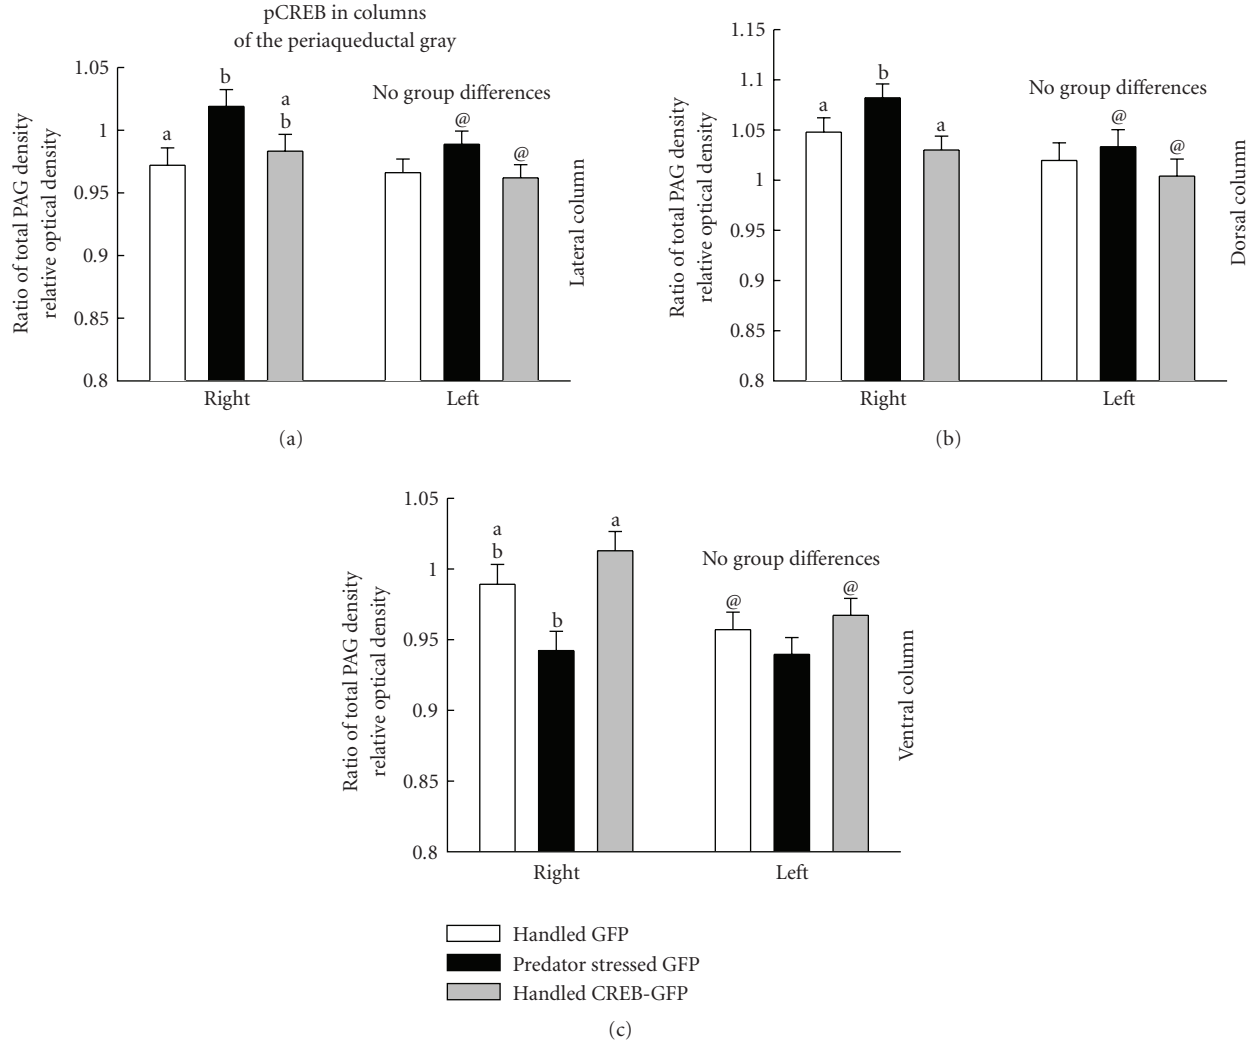 pCREB in columns
of the periaqueductal gray
Ratio of total PAG density
relative optical density
1.05
1
0.95
0.9
0.85
0.8
a
b
a
b
No group differences
@
@
Right
Left
Lateral column
(a)
Ratio of total PAG density
relative optical density
1.15
1.1
1.05
1
0.95
0.9
0.85
0.8
a
b
a
No group differences
@
@
Right
Left
Dorsal column
(b)
Ratio of total PAG density
relative optical density
1.05
1
0.95
0.9
0.85
0.8
a
b
b
a
No group differences
@
@
Right
Left
Ventral column
Handled GFP
Predator stressed GFP
Handled CREB-GFP
(c)